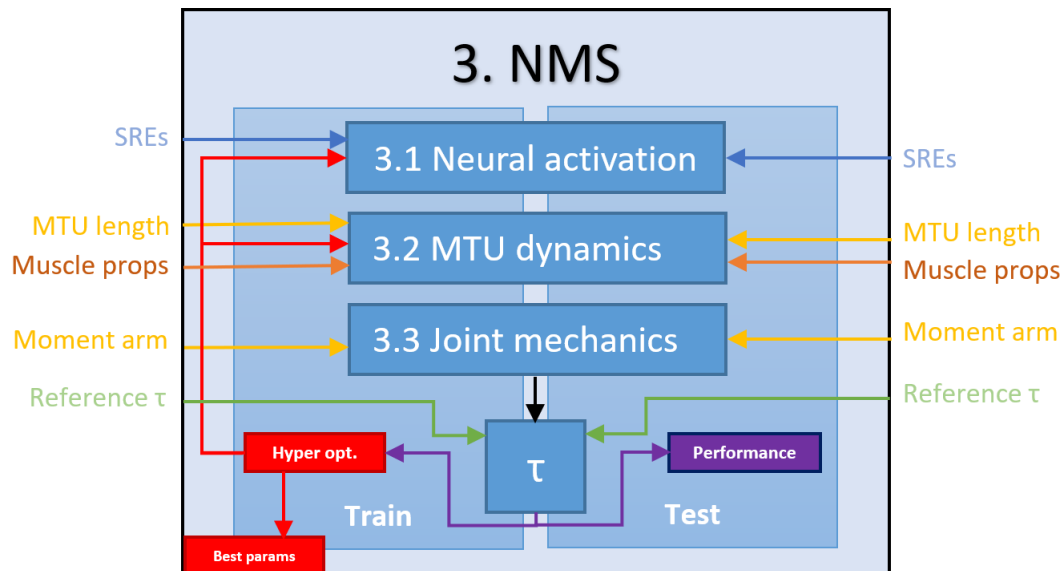 3. NMS
SREs
3.1 Neural activation
SREs
MTU length
Muscle props
3.2 MTU dynamics
MTU length
Muscle props
Moment arm
3.3 Joint mechanics
Moment arm
Reference τ
Reference τ
Hyper opt.
τ
Performance
Train
Test
Best params